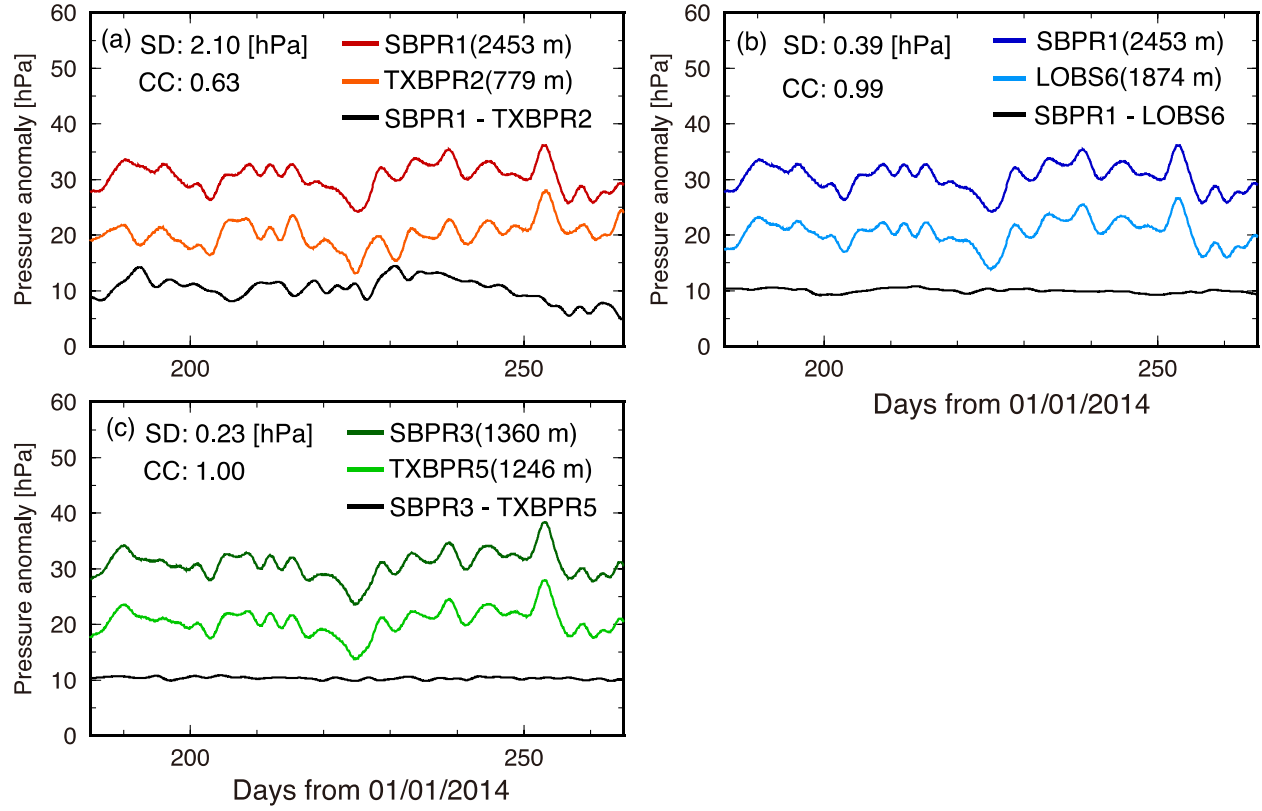 (a)
SD: 2.10 [hPa]
CC: 0.63
SBPR1(2453 m)
TXBPR2(779 m)
SBPR1 - TXBPR2
Pressure anomaly [hPa]
60
50
40
30
20
10
0
200
250
(b)
SD: 0.39 [hPa]
CC: 0.99
SBPR1(2453 m)
LOBS6(1874 m)
SBPR1 - LOBS6
Pressure anomaly [hPa]
60
50
40
30
20
10
0
200
250
Days from 01/01/2014
(c)
SD: 0.23 [hPa]
CC: 1.00
SBPR3(1360 m)
TXBPR5(1246 m)
SBPR3 - TXBPR5
Pressure anomaly [hPa]
60
50
40
30
20
10
0
200
250
Days from 01/01/2014